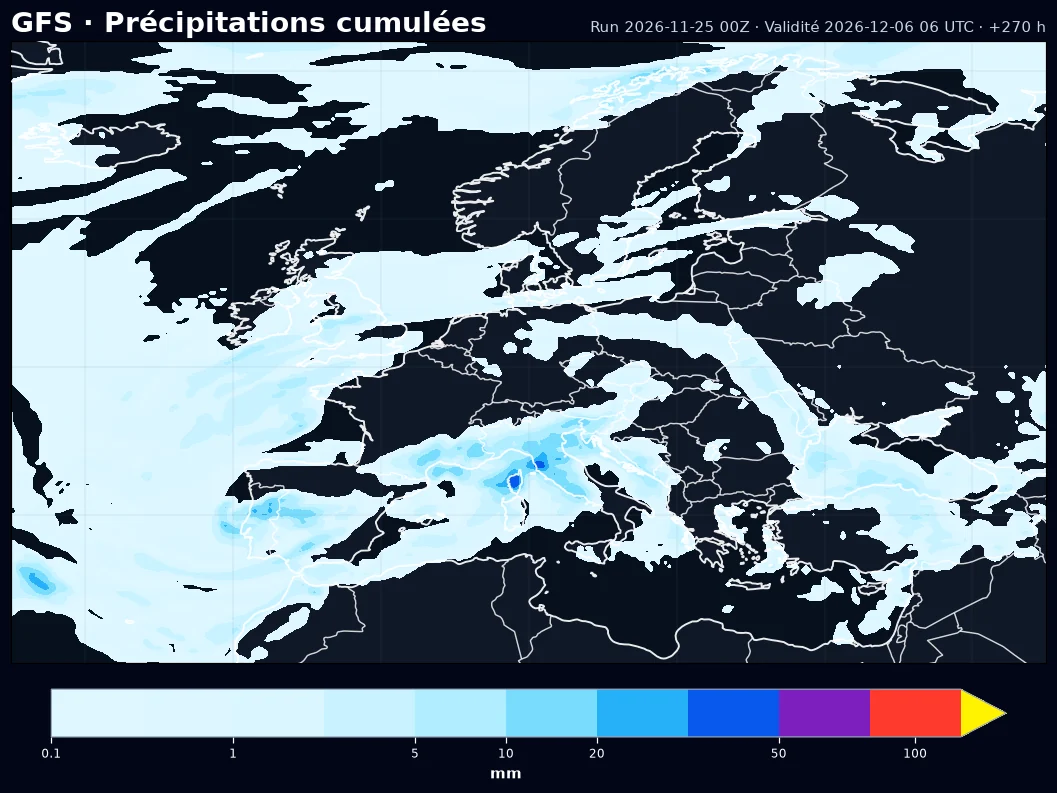 GFS · Précipitations cumulées
Run 2026-11-25 00Z · Validité 2026-12-06 06 UTC · +270 h
0.1 1 5 10 20 50 100
mm